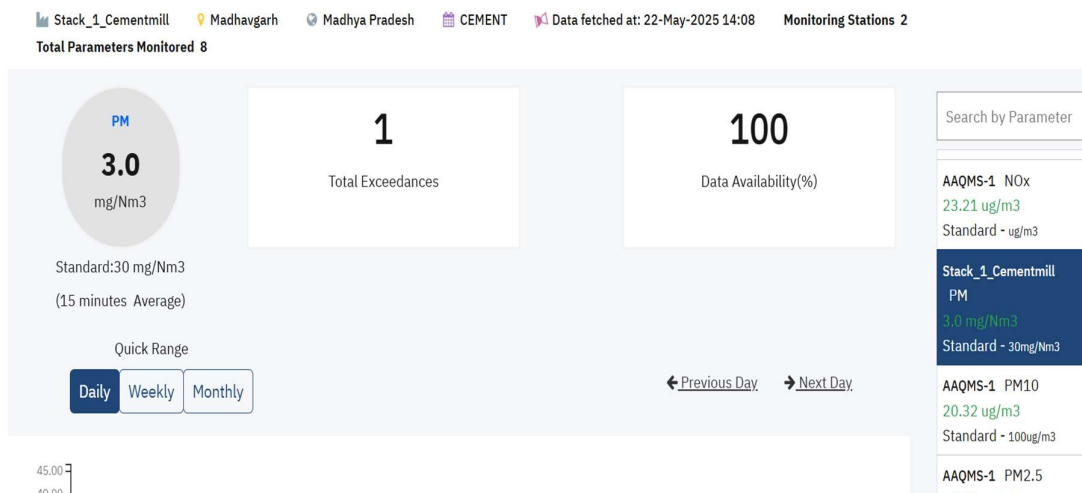 Stack_1_Cementmill Madhavgarh Madhya Pradesh CEMENT Data fetched at: 22-May-2025 14:08 Monitoring Stations 2
Total Parameters Monitored 8
PM
3.0
mg/Nm3
Standard:30 mg/Nm3
(15 minutes Average)
1
Total Exceedances
100
Data Availability(%)
Quick Range
Daily Weekly Monthly
Previous Day Next Day
45.00
40.00
Search by Parameter
AAQMS-1 NOx
23.21 ug/m3
Standard - ug/m3
Stack_1_Cementmill
PM
3.0 mg/Nm3
Standard - 30mg/Nm3
AAQMS-1 PM10
20.32 ug/m3
Standard - 100ug/m3
AAQMS-1 PM2.5